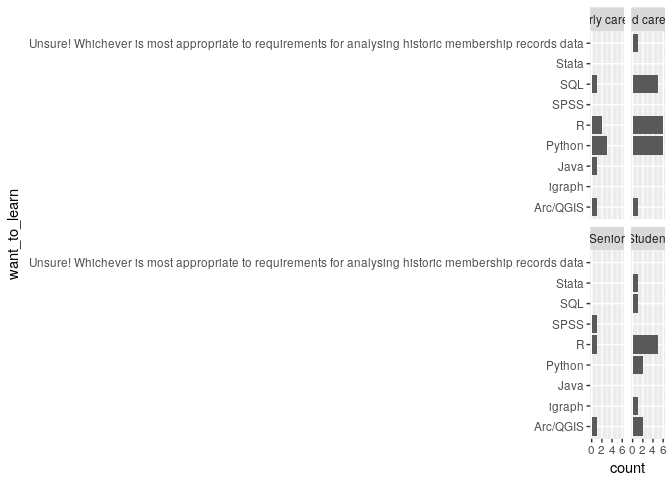 rly care d care
Unsure! Whichever is most appropriate to requirements for analysing historic membership records data
Stata
SQL
SPSS
R
Python
Java
igraph
Arc/QGIS
want_to_learn
Senior Studen
Unsure! Whichever is most appropriate to requirements for analysing historic membership records data
Stata
SQL
SPSS
R
Python
Java
igraph
Arc/QGIS
0 2 4 6 0 2 4 6
count